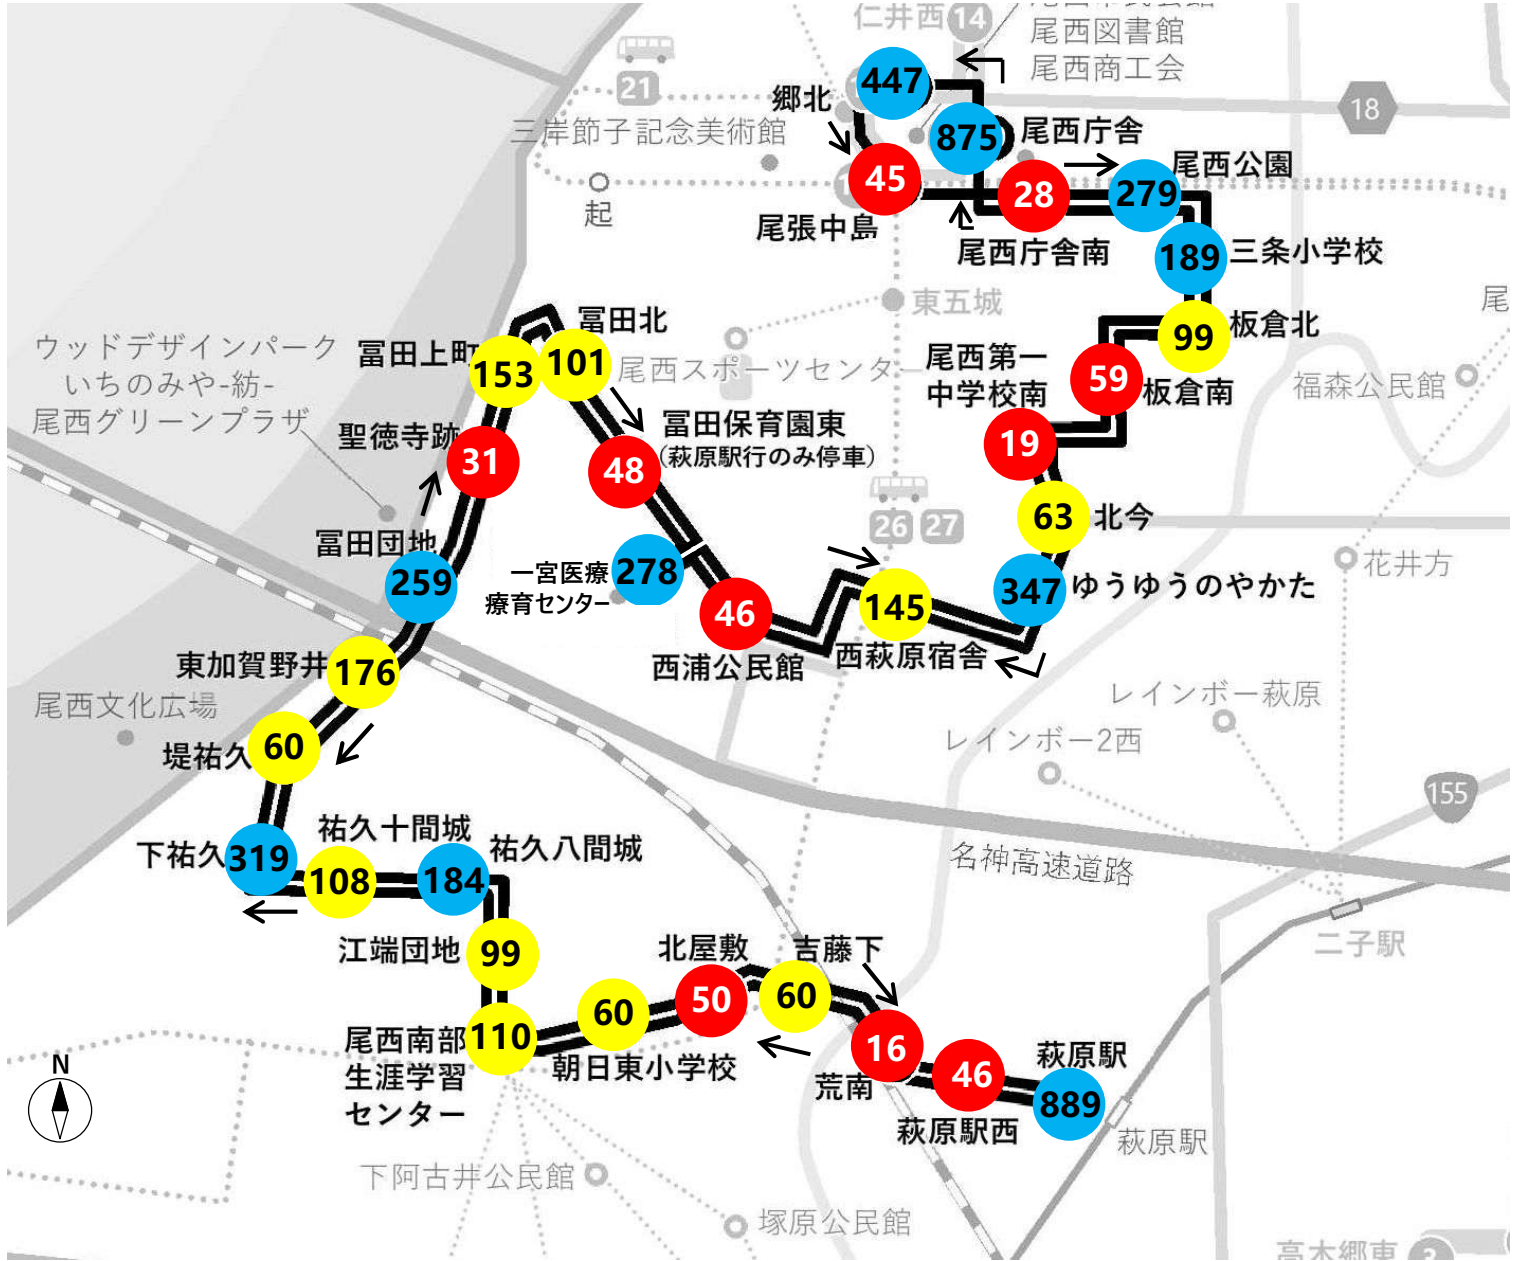 仁井西 14
尾西図書館
尾西商工会
21
447
18
郷北
三岸節子記念美術館
875
尾西庁舎
尾西公園
45
28
279
起
尾張中島
尾西庁舎南
189
三条小学校
東五城
冨田北
板倉北
99
ウッドデザインパーク
いちのみや-紡-
尾西グリーンプラザ
冨田上町
153
101
尾西スポーツセンター
尾西第一
中学校南
59
板倉南
福森公民館
聖徳寺跡
31
冨田保育園東
(萩原駅行のみ停車)
48
19
26 27
63
北今
冨田団地
259
一宮医療
療育センター
278
花井方
46
145
347
ゆうゆうのやかた
東加賀野井
176
西浦公民館
西萩原宿舎
尾西文化広場
60
堤祐久
レインボー萩原
レインボー2西
155
祐久十間城
祐久八間城
下祐久
319
108
184
名神高速道路
江端団地
99
北屋敷
吉藤下
二子駅
60
50
60
尾西南部
生涯学習
センター
110
朝日東小学校
16
46
萩原駅
889
荒南
萩原駅西
萩原駅
N
下阿古井公民館
塚原公民館
高木郷東